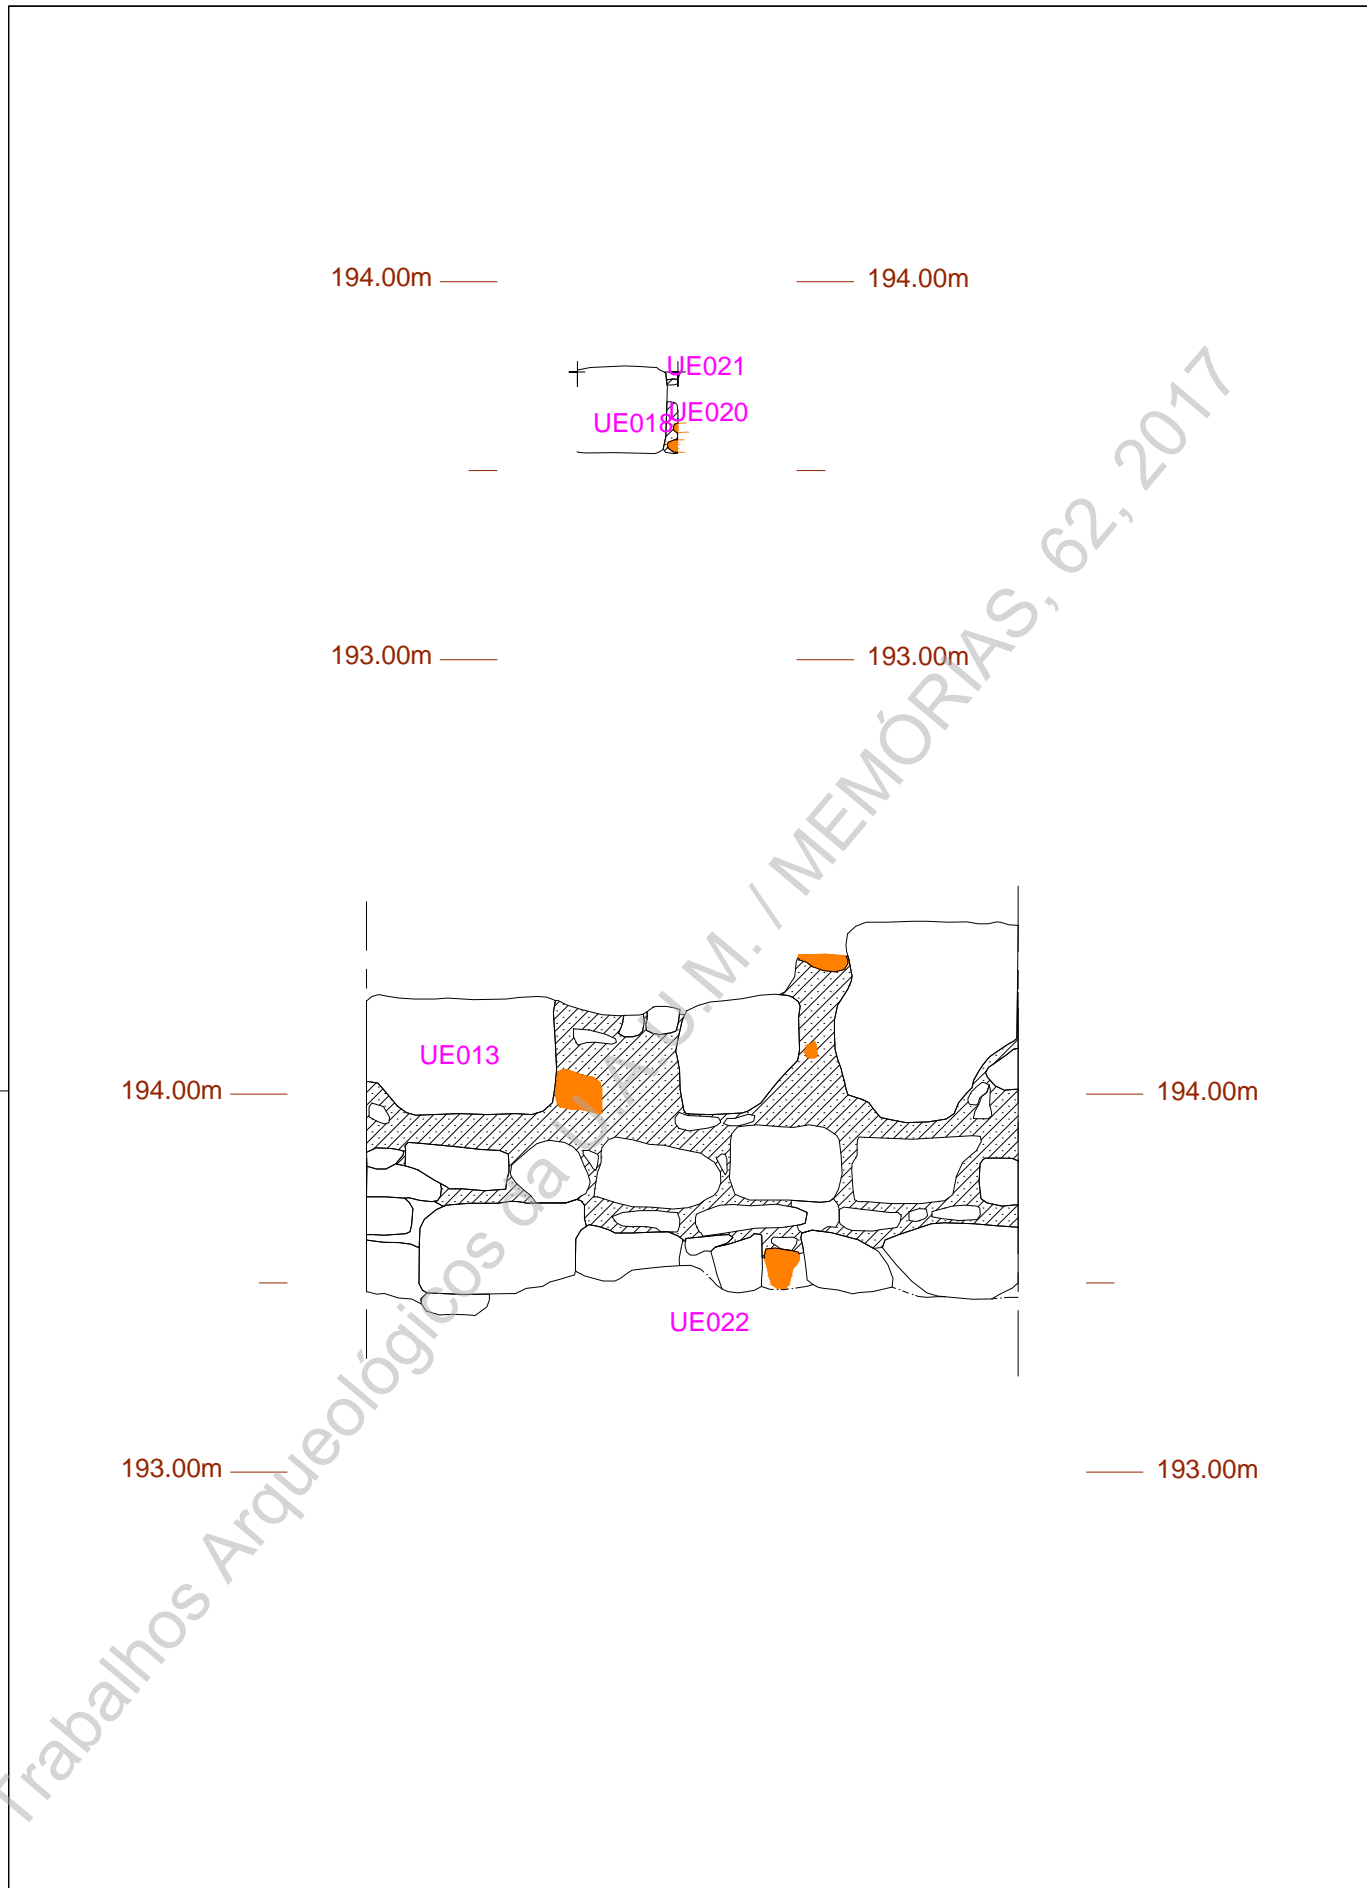 194.00m 194.00m
UE021
UE020
UE018
193.00m 193.00m
UE013
194.00m 194.00m
UE022
193.00m 193.00m
Trabalhos Arqueológicos da U.A.U.M. / MEMÓRIAS, 62, 2017